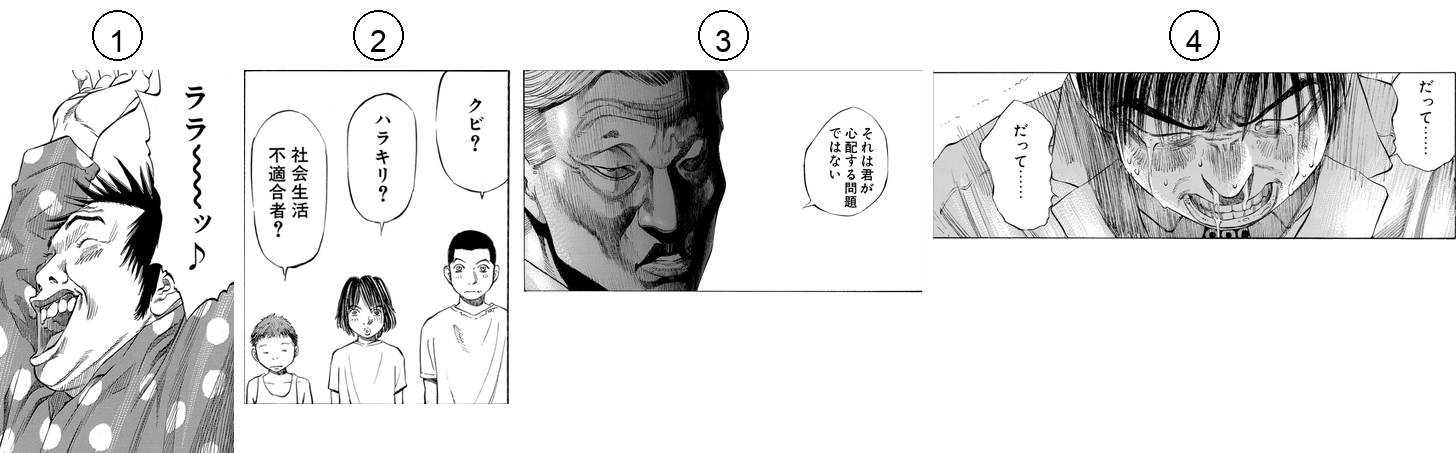 1
ララ〜〜〜ッ♪
2
クビ?
ハラキリ?
社会生活
不適合者?
3
それは君が
心配する問題
ではない
4
だって……
だって……